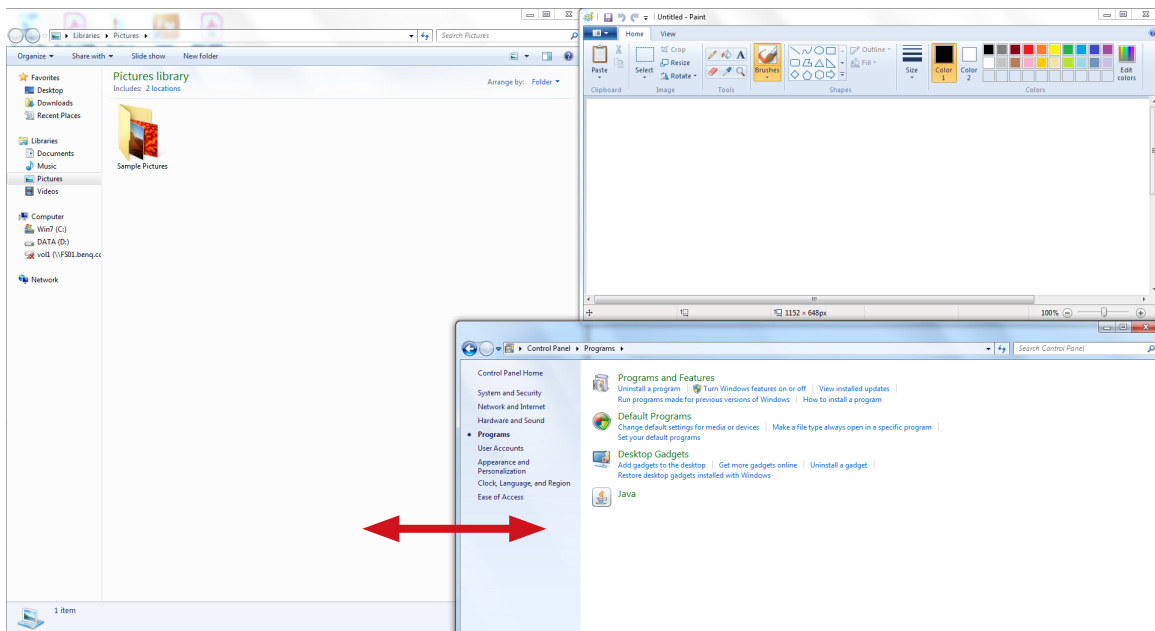 Libraries
Pictures
Search Pictures
Organize
Share with
Slide show
New folder
Favorites
Desktop
Downloads
Recent Places
Libraries
Documents
Music
Pictures
Videos
Computer
Win7 (C:)
DATA (D:)
vol1 (\\FS01.benq.cc
Network
Pictures library
Includes: 2 locations
Arrange by: Folder
Sample Pictures
1 item
Untitled - Paint
Home
View
Paste
Clipboard
Select
Crop
Resize
Rotate
Image
Tools
Brushes
Outline
Fill
Shapes
Size
Color 1
Color 2
Edit colors
Colors
1152 × 648px
100%
Control Panel
Programs
Search Control Panel
Control Panel Home
System and Security
Network and Internet
Hardware and Sound
Programs
User Accounts
Appearance and
Personalization
Clock, Language, and Region
Ease of Access
Programs and Features
Uninstall a program
Turn Windows features on or off
View installed updates
Run programs made for previous versions of Windows
How to install a program
Default Programs
Change default settings for media or devices
Make a file type always open in a specific program
Set your default programs
Desktop Gadgets
Add gadgets to the desktop
Get more gadgets online
Uninstall a gadget
Restore desktop gadgets installed with Windows
Java